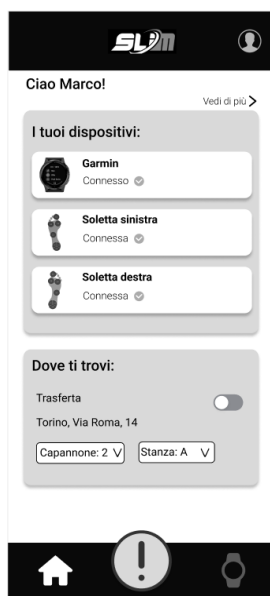 SLIM
Ciao Marco!
Vedi di più
I tuoi dispositivi:
Garmin
Connesso
Soletta sinistra
Connessa
Soletta destra
Connessa
Dove ti trovi:
Trasferta
Torino, Via Roma, 14
Capannone: 2 Stanza: A
!